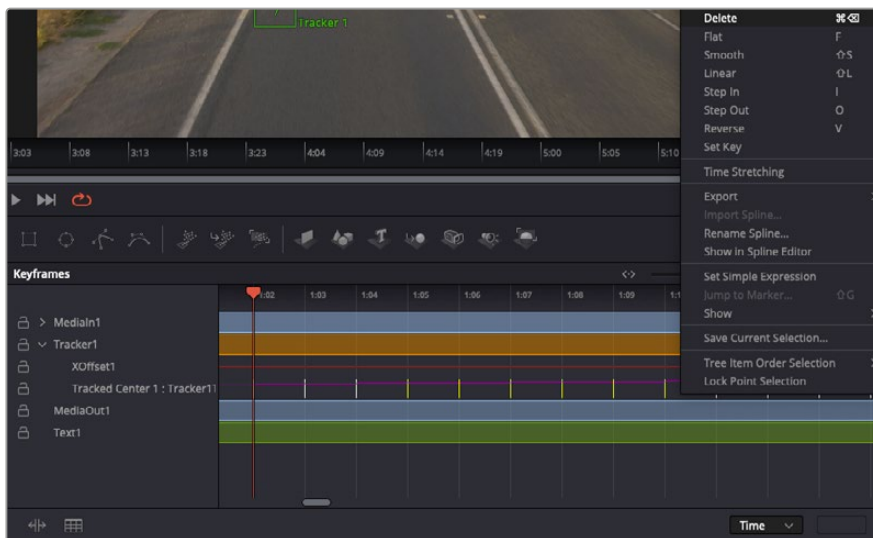 Tracker 1
Delete ⌘⌫
Flat F
Smooth ⇧S
Linear ⇧L
Step In I
Step Out O
Reverse V
Set Key
Time Stretching
Export
Import Spline...
Rename Spline...
Show in Spline Editor
Set Simple Expression
Jump to Marker... ⇧G
Show
Save Current Selection...
Tree Item Order Selection
Lock Point Selection
3:03 3:08 3:13 3:18 3:23 4:04 4:09 4:14 4:19 5:00 5:05 5:10
T
Keyframes
1:02 1:03 1:04 1:05 1:06 1:07 1:08 1:09
MediaIn1
Tracker1
XOffset1
Tracked Center 1 : Tracker11
MediaOut1
Text1
Time